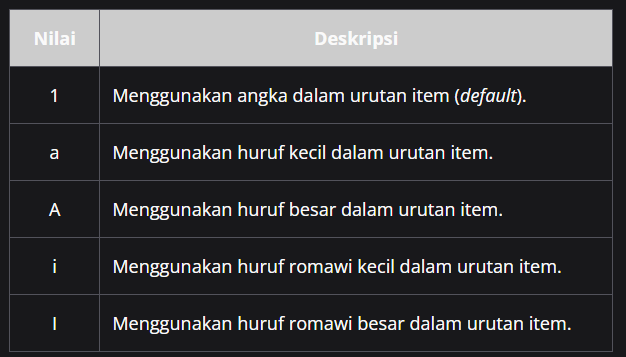 Nilai Deskripsi
1 Menggunakan angka dalam urutan item (default).
a Menggunakan huruf kecil dalam urutan item.
A Menggunakan huruf besar dalam urutan item.
i Menggunakan huruf romawi kecil dalam urutan item.
I Menggunakan huruf romawi besar dalam urutan item.